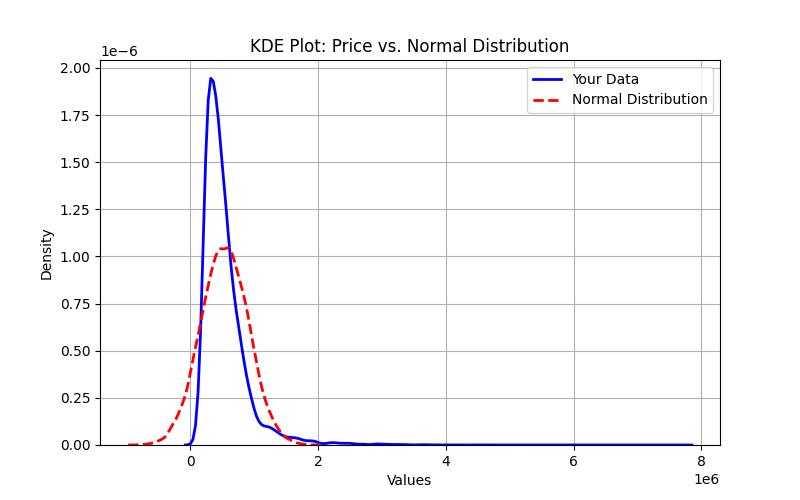 KDE Plot: Price vs. Normal Distribution
1e−6
2.00
1.75
1.50
1.25
1.00
0.75
0.50
0.25
0.00
Density
Your Data
Normal Distribution
0 2 4 6 8
1e6
Values